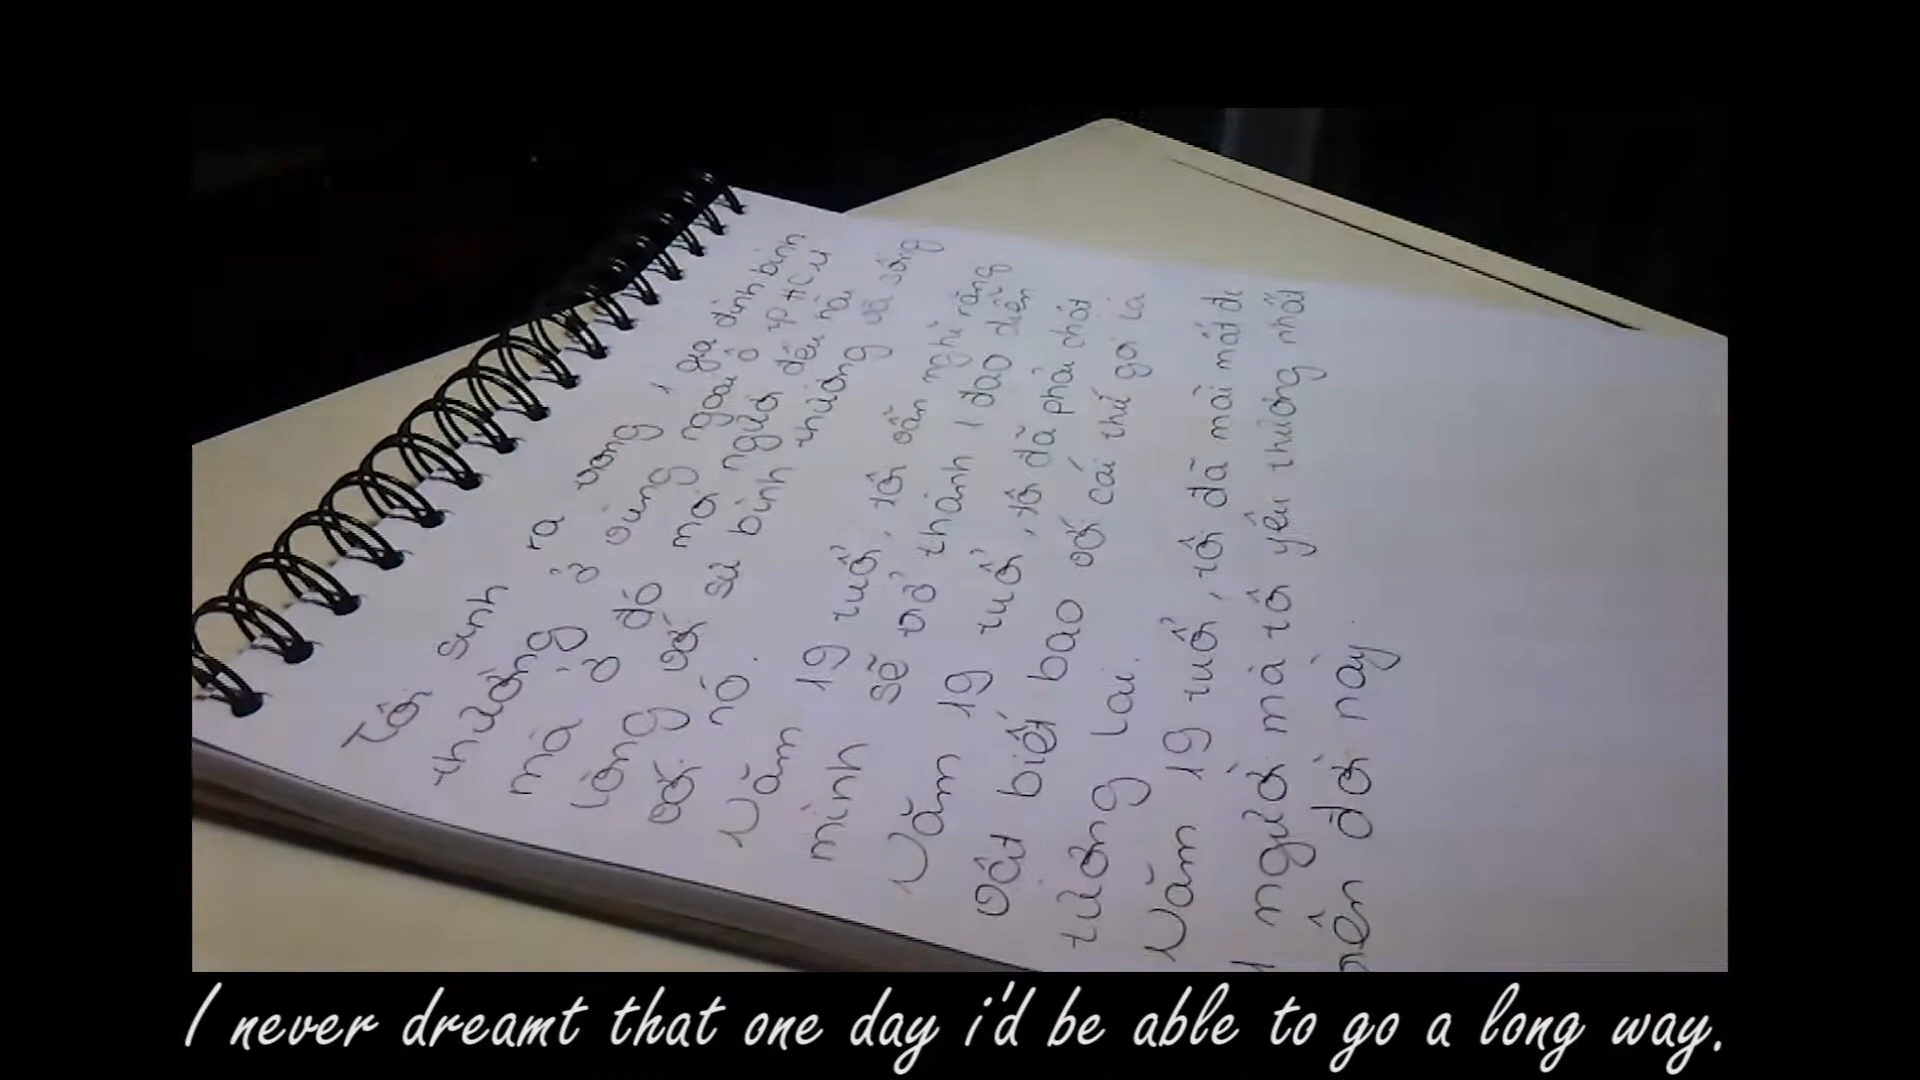 Tôi sinh ra trong 1 gia đình bình
thường ở vùng ngoại ô TP HCM
mà ở đó mọi người đều hài
lòng với sự bình thường và sống
với nó.
Năm 19 tuổi, tôi vẫn nghĩ rằng
mình sẽ trở thành 1 đạo diễn
Năm 19 tuổi, tôi đã phải chật
vật biết bao với cái thứ gọi là
tương lai.
Năm 19 tuổi, tôi đã mãi mất đi
1 người mà tôi yêu thương nhất
trên đời này.
I never dreamt that one day i'd be able to go a long way.